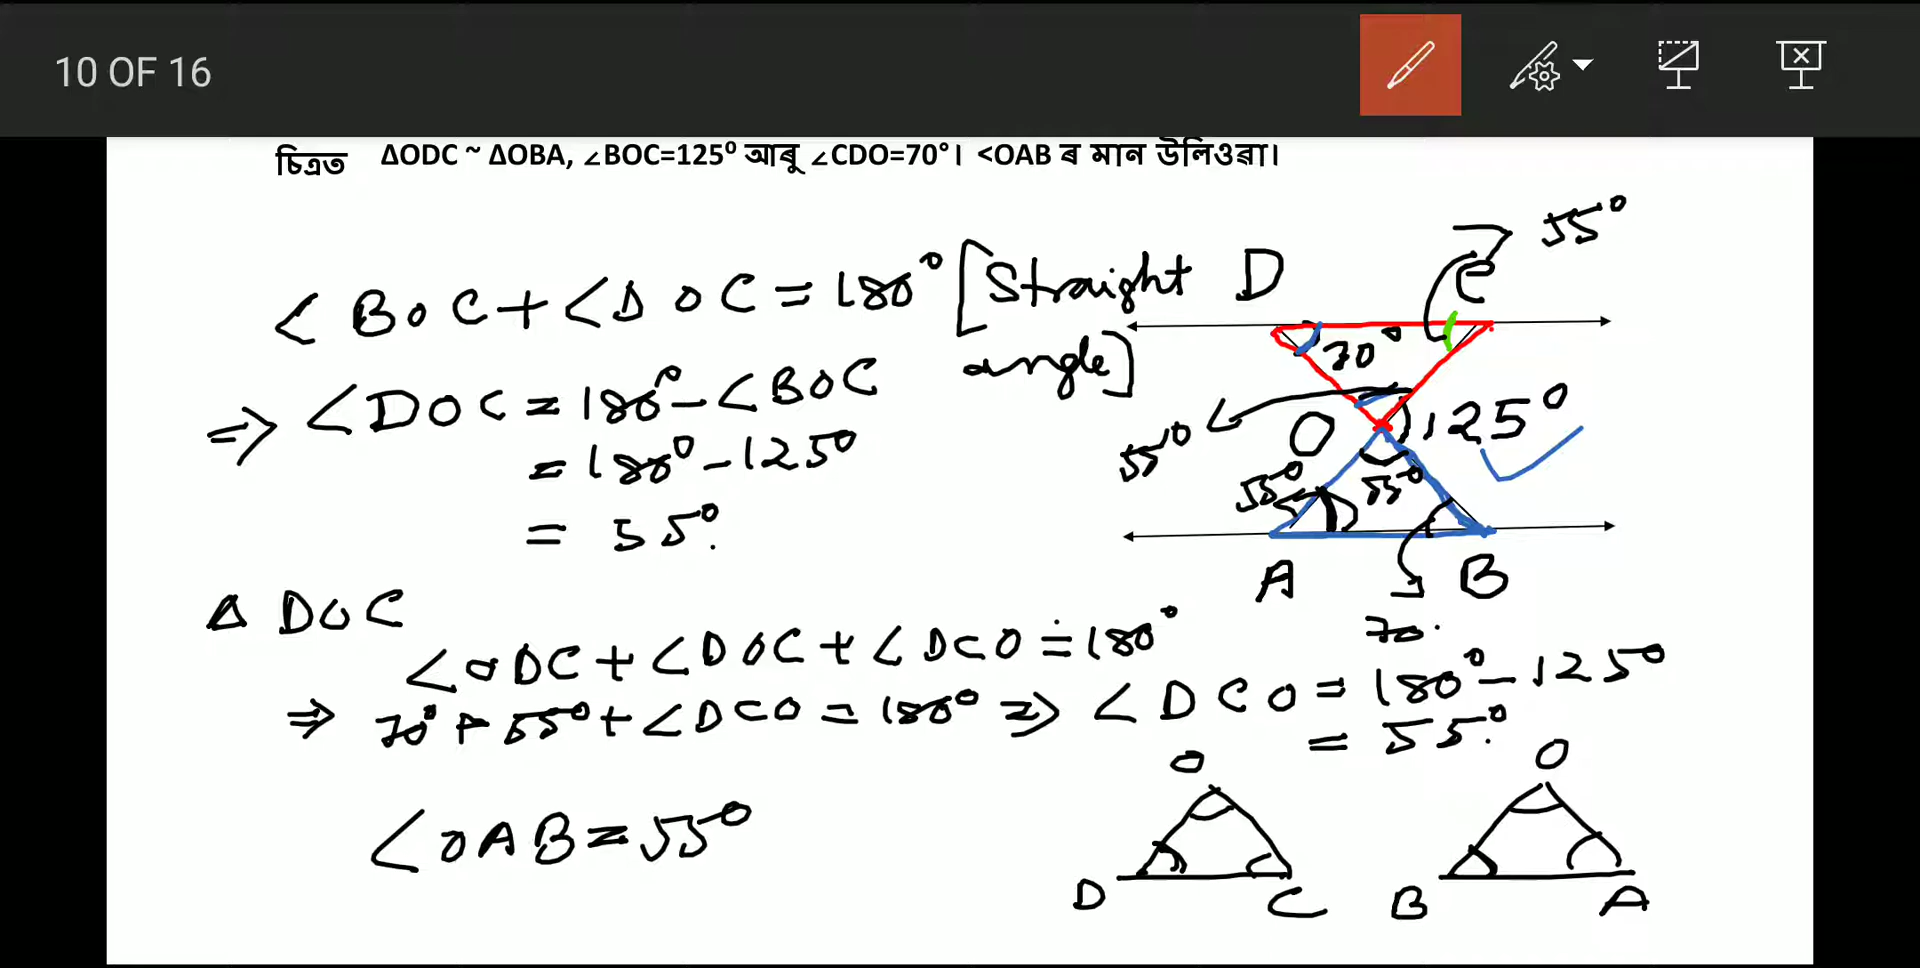 10 OF 16
চিত্ৰত ΔODC ~ ΔOBA, ∠BOC=125⁰ আৰু ∠CDO=70°। <OAB ৰ মান উলিওৱা।
∠BOC+∠DOC=180° [Straight angle]
⇒ ∠DOC=180°-∠BOC
=180°-125°
= 55°.
Δ DOC
∠ODC+∠DOC+∠DCO=180°
⇒ 70°+55°+∠DCO=180° ⇒ ∠DCO=180°-125°
= 55°.
∠OAB=55°
D C 55°
70°
55° O 125°
55° 55°
A B
70.
O O
D C B A